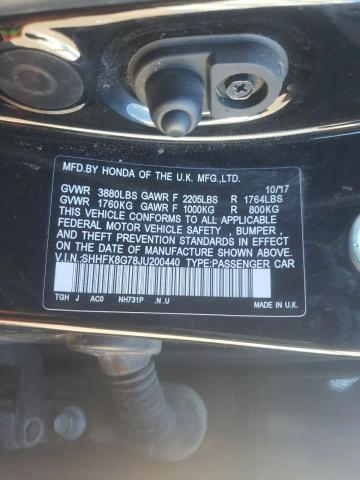 MFD.BY HONDA OF THE U.K. MFG.,LTD.
10/17
GVWR 3880LBS GAWR F 2205LBS R 1764LBS
GVWR 1760KG GAWR F 1000KG R 800KG
THIS VEHICLE CONFORMS TO ALL APPLICABLE
FEDERAL MOTOR VEHICLE SAFETY , BUMPER ,
AND THEFT PREVENTION STANDARDS IN EFFECT
ON THE DATE OF MANUFACTURE SHOWN ABOVE.
V.I.N.:SHHFK8G78JU200440 TYPE:PASSENGER CAR
TGH J AC0 NH731P .N.U
MADE IN U.K.